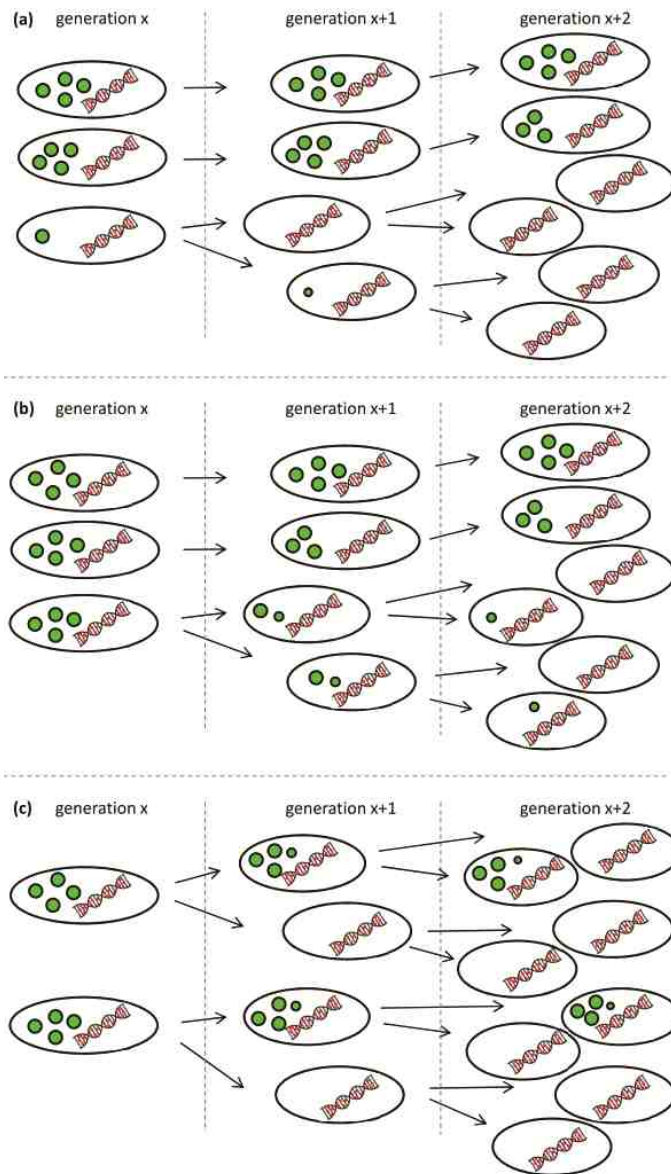 (a) generation x generation x+1 generation x+2
(b) generation x generation x+1 generation x+2
(c) generation x generation x+1 generation x+2